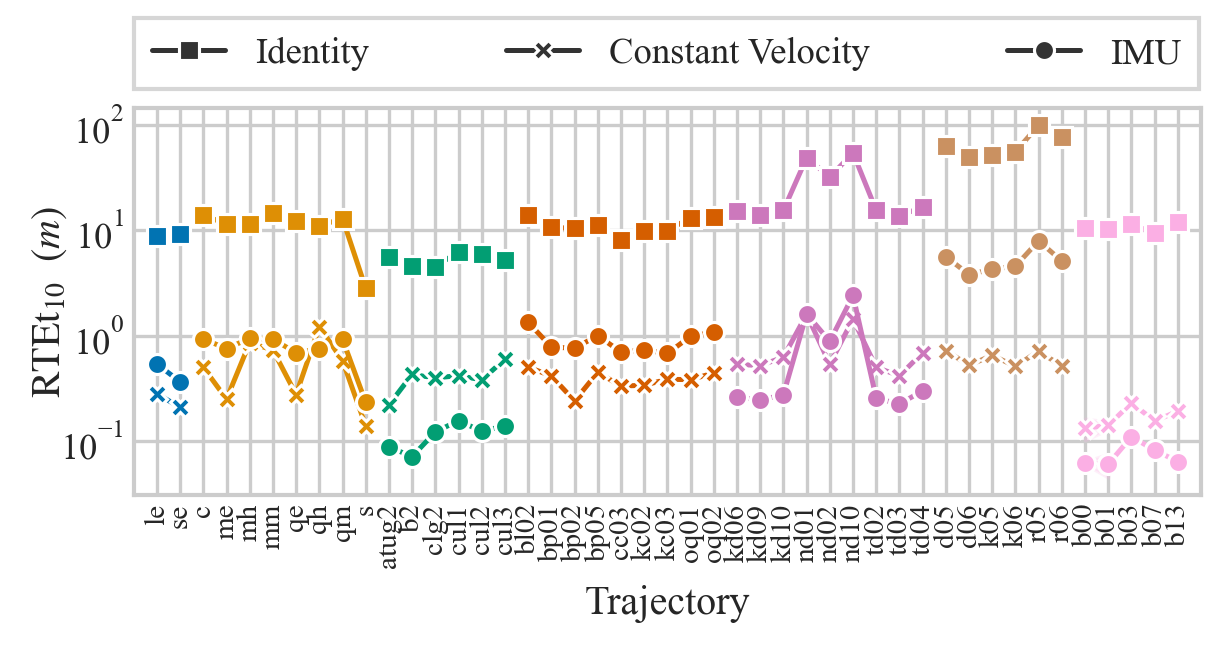 Identity Constant Velocity IMU
10²
10¹
10⁰
10⁻¹
RTEt₁₀ (m)
le se c me mh mm qe qh qm s atug2 b2 clg2 cul1 cul2 cul3 bl02 bp01 bp02 bp05 cc03 kc02 kc03 oq01 oq02 kd06 kd09 kd10 nd01 nd02 nd10 td02 td03 td04 d05 d06 k05 k06 r05 r06 b00 b01 b03 b07 b13
Trajectory